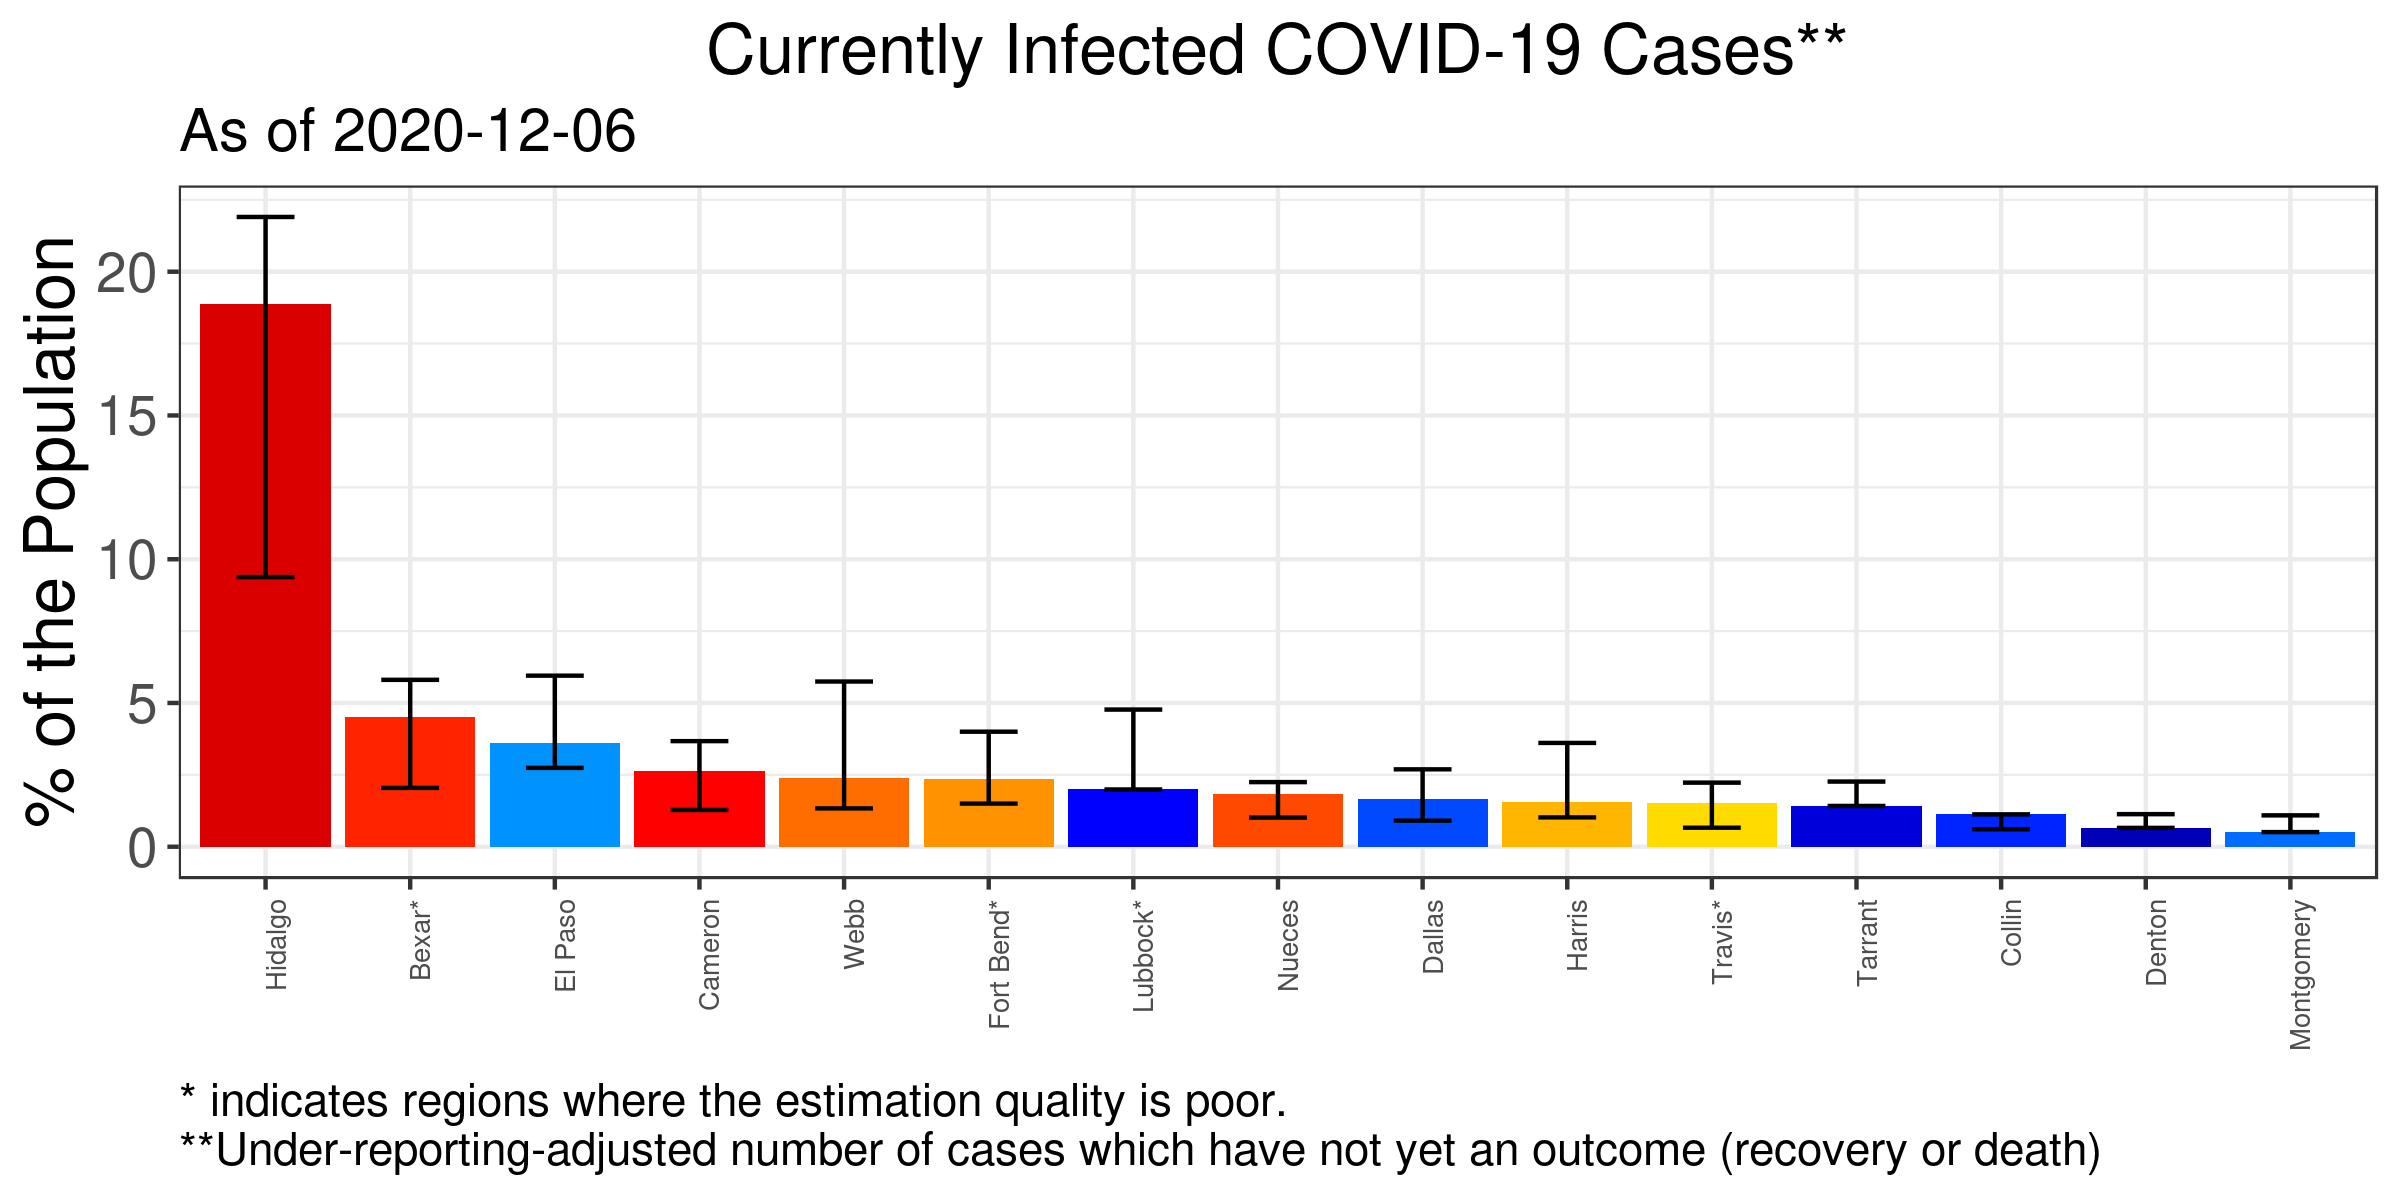 Currently Infected COVID-19 Cases**
As of 2020-12-06
% of the Population
20
15
10
5
0
Hidalgo
Bexar*
El Paso
Cameron
Webb
Fort Bend*
Lubbock*
Nueces
Dallas
Harris
Travis*
Tarrant
Collin
Denton
Montgomery
* indicates regions where the estimation quality is poor.
**Under-reporting-adjusted number of cases which have not yet an outcome (recovery or death)